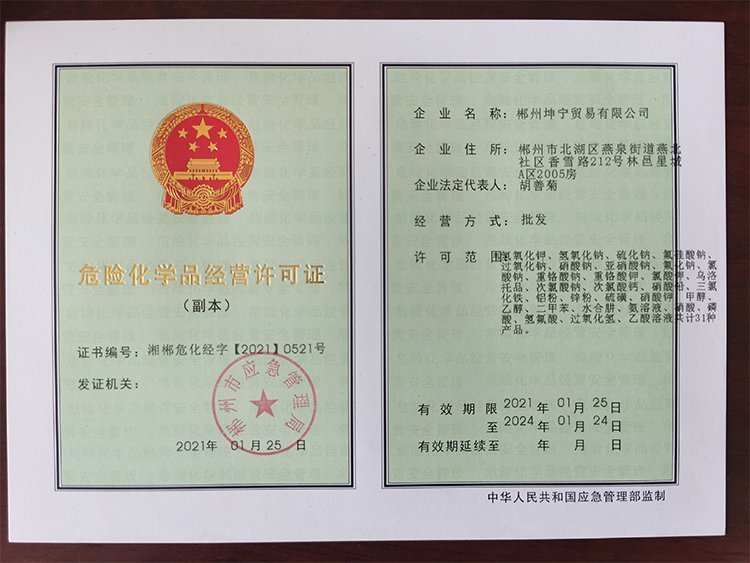 危险化学品经营许可证
（副本）
证书编号：湘郴危化经字【2021】0521号
发证机关：
郴州市应急管理局
2021年 01月 25 日
企 业 名 称：郴州坤宁贸易有限公司
企 业 住 所：郴州市北湖区燕泉街道燕北
社区香雪路212号林邑星城
A区2005房
企业法定代表人：胡善菊
经 营 方 式：批发
许 可 范 围：氢氧化钾、氢氧化钠、硫化钠、氟硅酸钠、
过氧化钠、硝酸钠、亚硝酸钠、氟化钠、氯
酸钠、重铬酸钠、重铬酸钾、氯酸钾、乌洛
托品、次氯酸钠、次氯酸钙、硝酸铅、三氯
化铁、铝粉、锌粉、硫磺、硝酸钾、甲醇、
乙醇、二甲苯、水合肼、氨溶液、硝酸、磷
酸、氢氟酸、过氧化氢、乙酸溶液共计31种
产品。
有 效 期 限 2021 年 01 月 25 日
至 2024 年 01 月 24 日
有效期延续至 年 月 日
中华人民共和国应急管理部监制